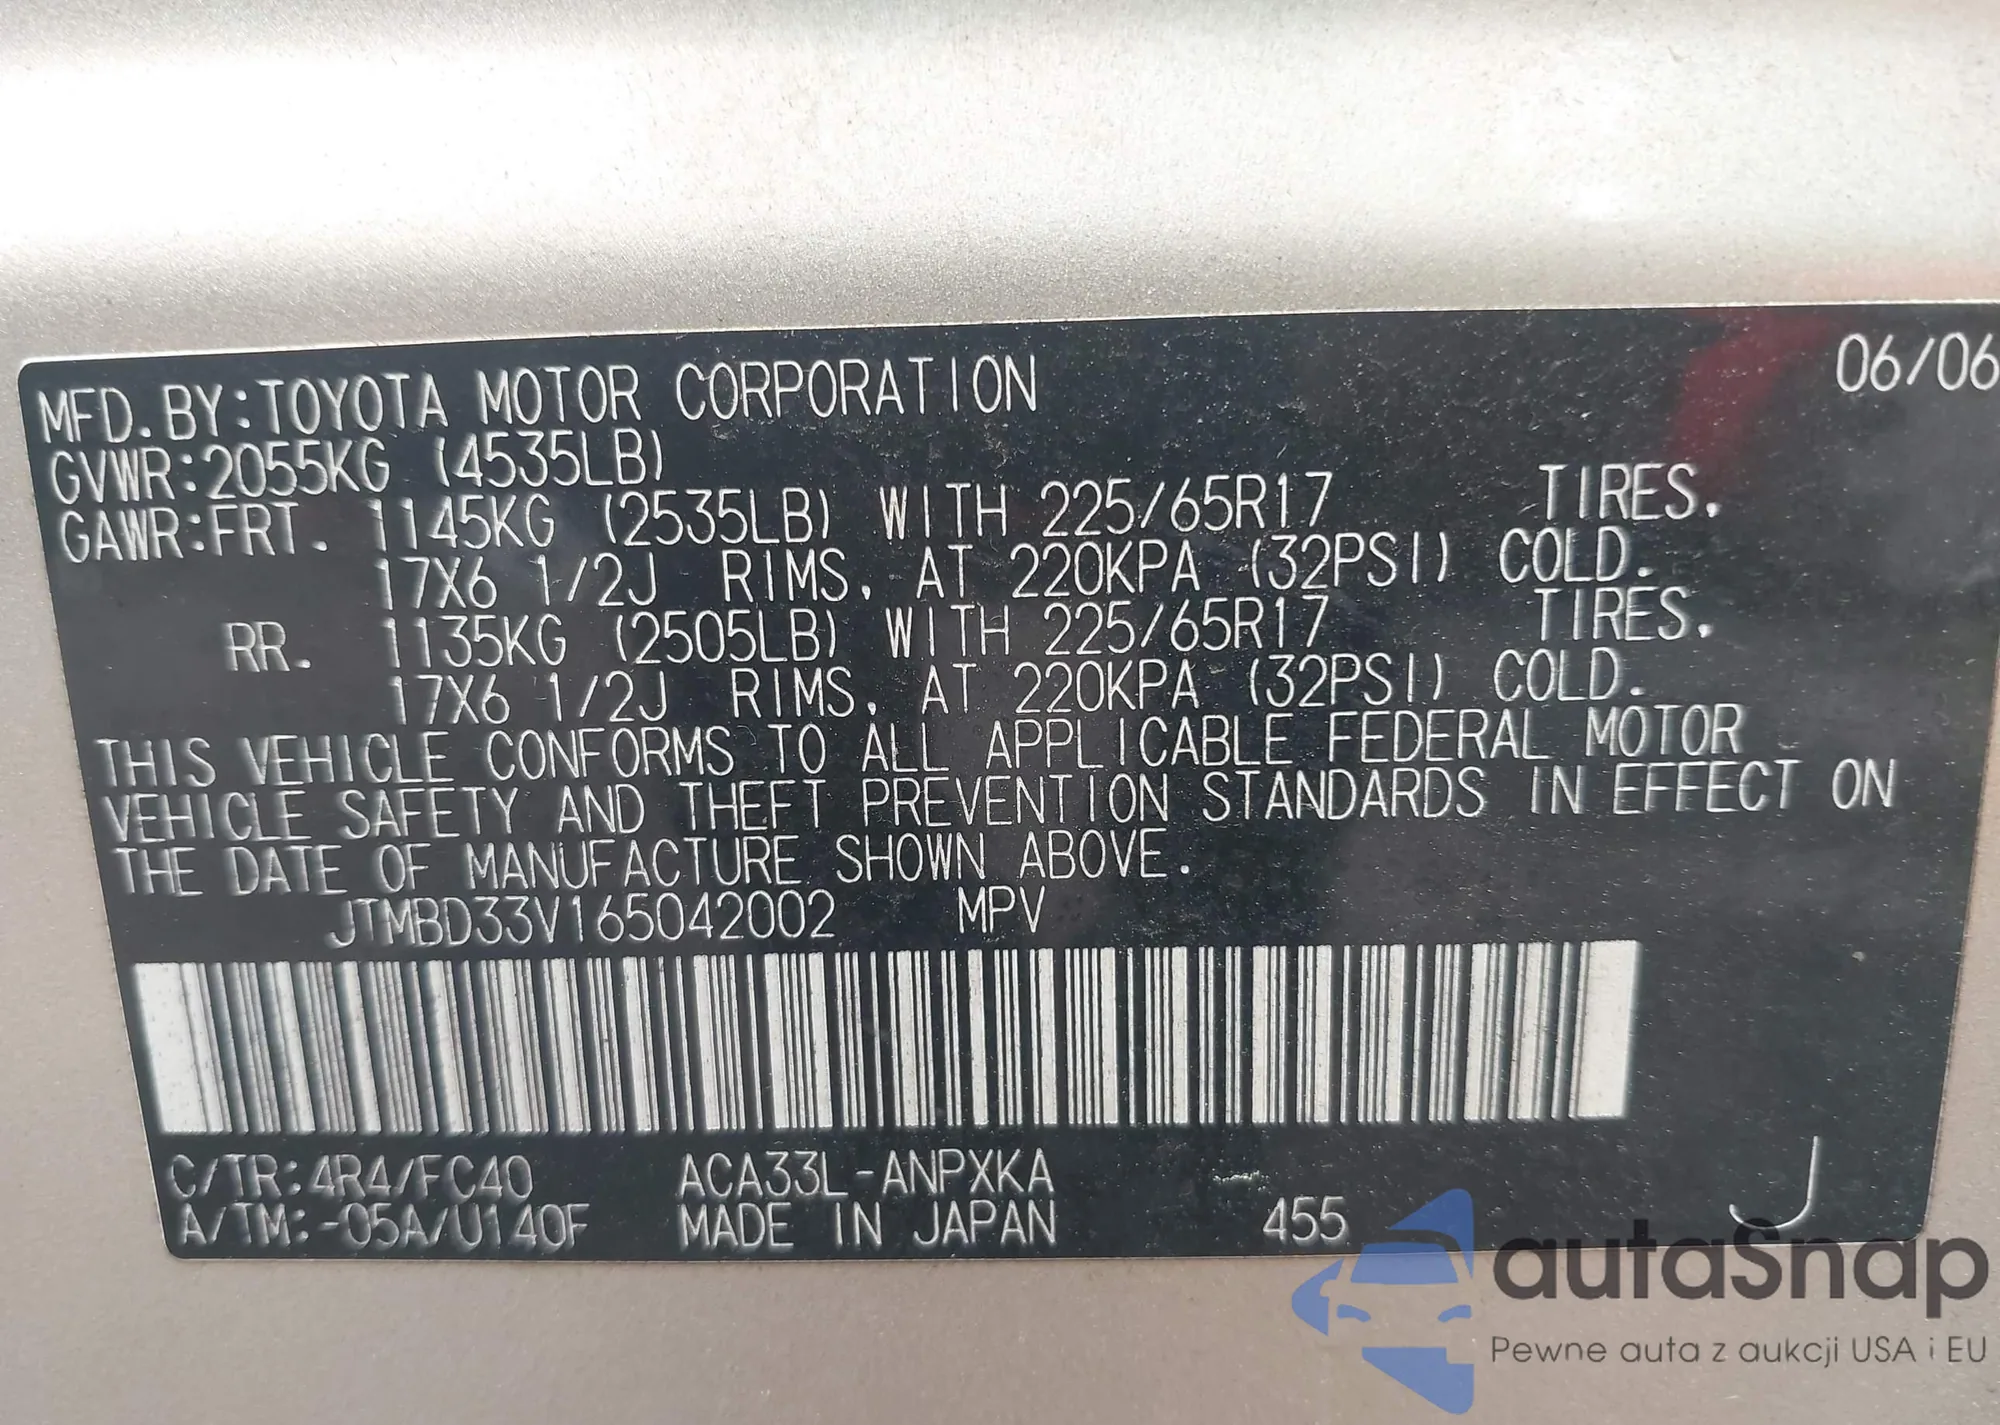 06/06
MFD. BY: TOYOTA MOTOR CORPORATION
GVWR: 2055KG (4535LB)
GAWR: FRT. 1145KG (2535LB) WITH 225/65R17 TIRES.
17X6 1/2J RIMS, AT 220KPA (32PSI) COLD.
RR. 1135KG (2505LB) WITH 225/65R17 TIRES.
17X6 1/2J RIMS, AT 220KPA (32PSI) COLD.
THIS VEHICLE CONFORMS TO ALL APPLICABLE FEDERAL MOTOR
VEHICLE SAFETY AND THEFT PREVENTION STANDARDS IN EFFECT ON
THE DATE OF MANUFACTURE SHOWN ABOVE.
JTMBD33V165042002 MPV
C/TR: 4R4/FC40 ACA33L-ANPXKA
A/TM: -05A/U140F MADE IN JAPAN 455 J
autaSnap
Pewne auta z aukcji USA i EU